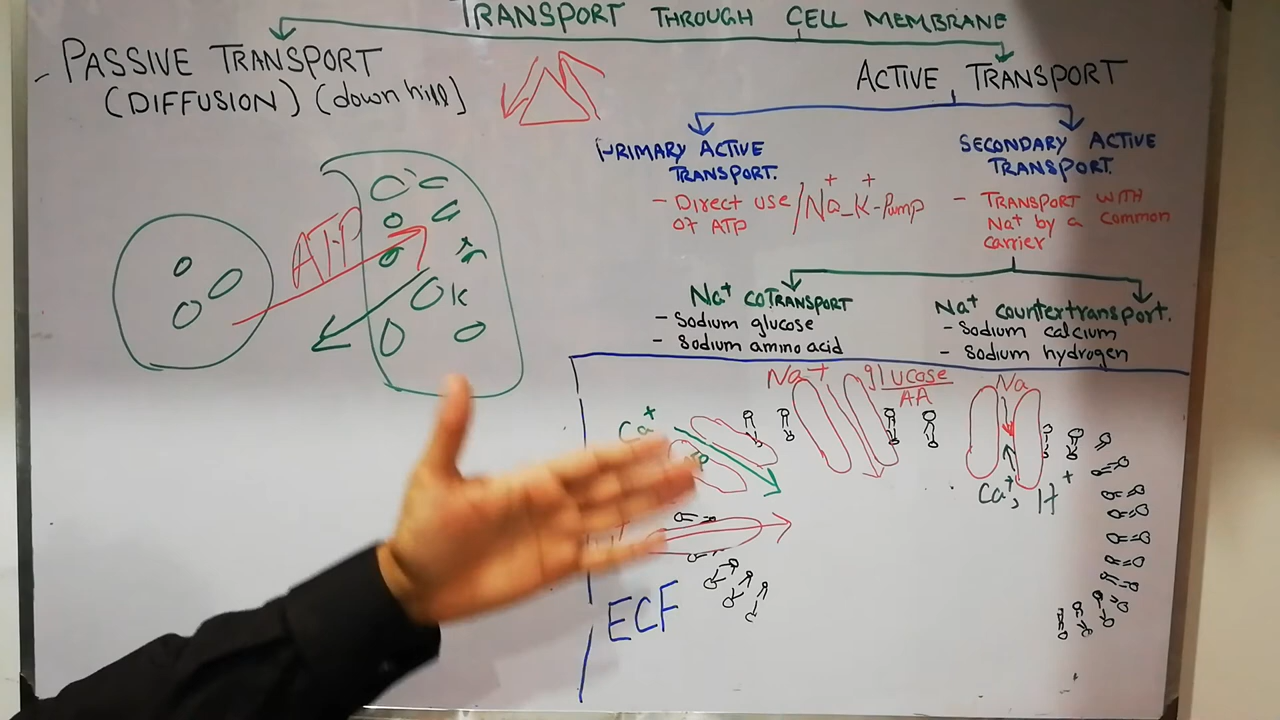 TRANSPORT THROUGH CELL MEMBRANE
- PASSIVE TRANSPORT
(DIFFUSION) (down hill)
ACTIVE TRANSPORT
PRIMARY ACTIVE
TRANSPORT.
- Direct use
of ATP
/Na+-K+-Pump
SECONDARY ACTIVE
TRANSPORT.
- TRANSPORT WITH
Na+ by a common
carrier
ATP
K
Na+ COTRANSPORT
- Sodium glucose
- Sodium amino acid
Na+ countertransport.
- Sodium calcium
- Sodium hydrogen
Na+
glucose
AA
Na
Ca+
Ca+, H+
ECF